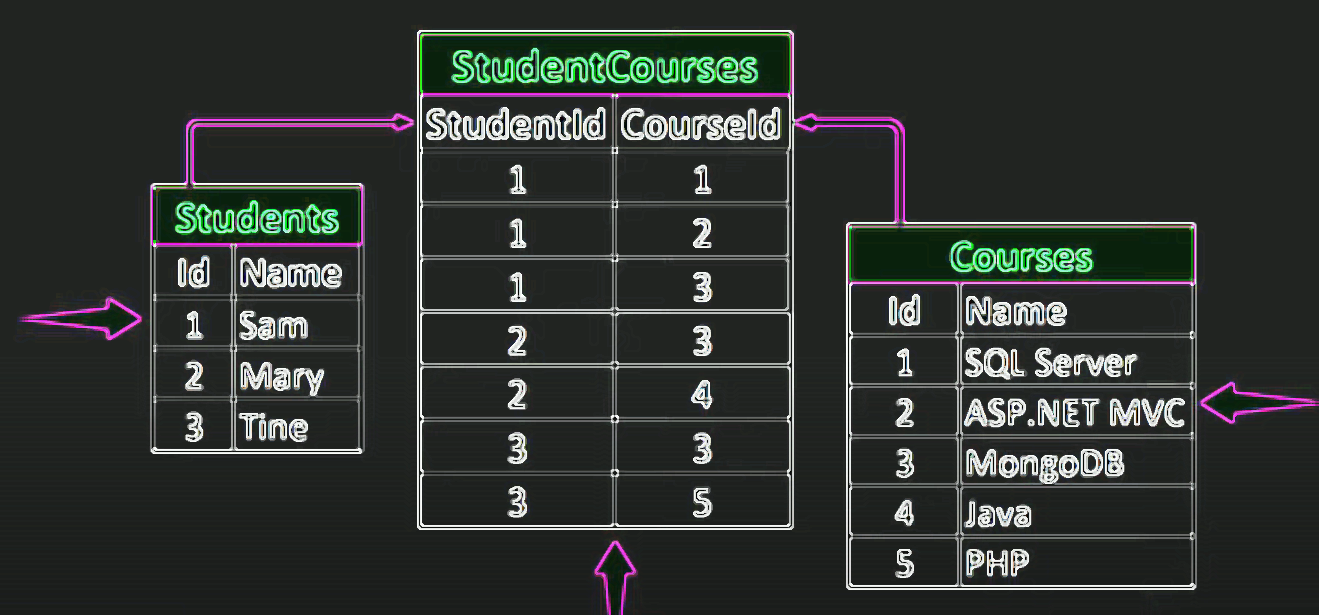 StudentCourses
StudentId CourseId
1 1
1 2
1 3
2 3
2 4
3 3
3 5
Students
Id Name
1 Sam
2 Mary
3 Tine
Courses
Id Name
1 SQL Server
2 ASP.NET MVC
3 MongoDB
4 Java
5 PHP